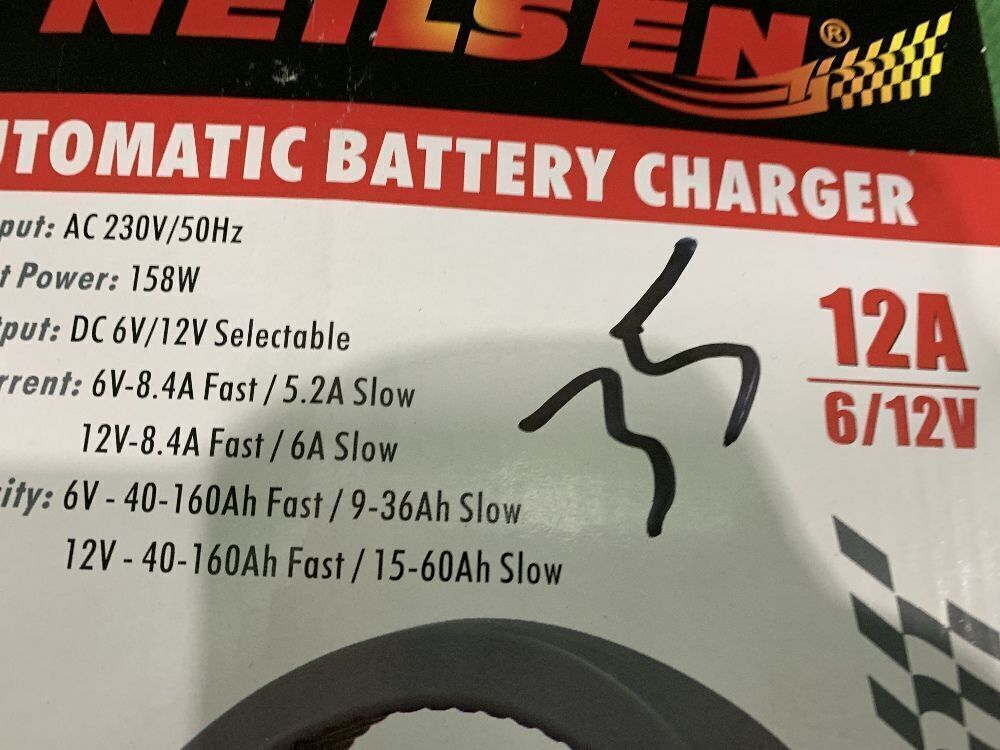 NEILSEN®
UTOMATIC BATTERY CHARGER
put: AC 230V/50Hz
t Power: 158W
tput: DC 6V/12V Selectable
rrent: 6V-8.4A Fast / 5.2A Slow
12V-8.4A Fast / 6A Slow
ity: 6V - 40-160Ah Fast / 9-36Ah Slow
12V - 40-160Ah Fast / 15-60Ah Slow
12A
6/12V